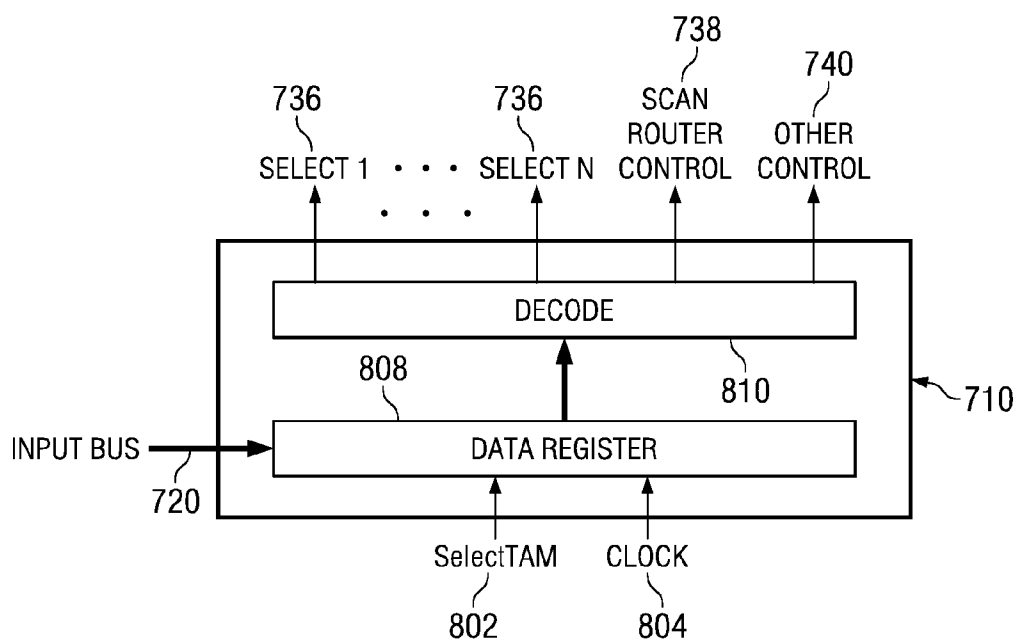 738
740
736
736
SCAN
ROUTER
CONTROL
OTHER
CONTROL
SELECT 1 • • • SELECT N
• • •
DECODE
808
810
710
INPUT BUS
DATA REGISTER
720
SelectTAM
CLOCK
802
804